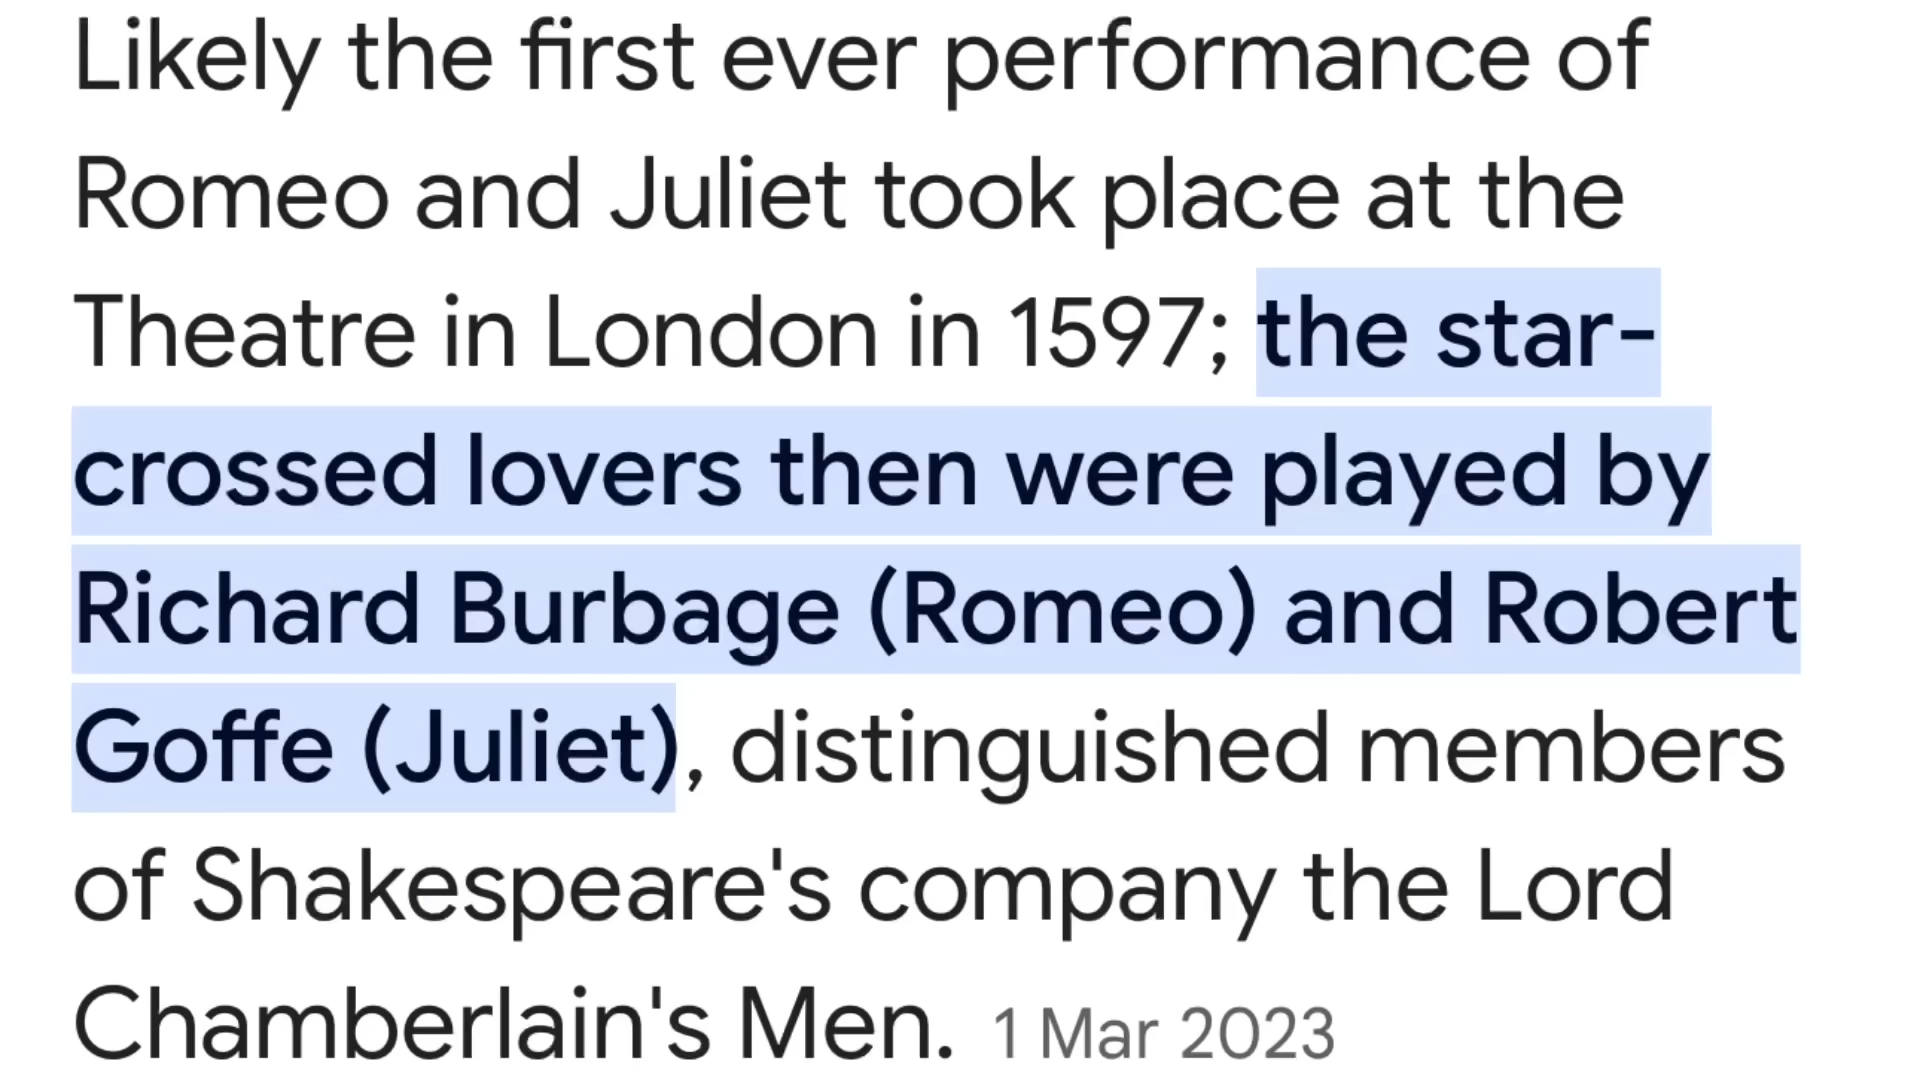 Likely the first ever performance of
Romeo and Juliet took place at the
Theatre in London in 1597; the star-
crossed lovers then were played by
Richard Burbage (Romeo) and Robert
Goffe (Juliet), distinguished members
of Shakespeare's company the Lord
Chamberlain's Men. 1 Mar 2023